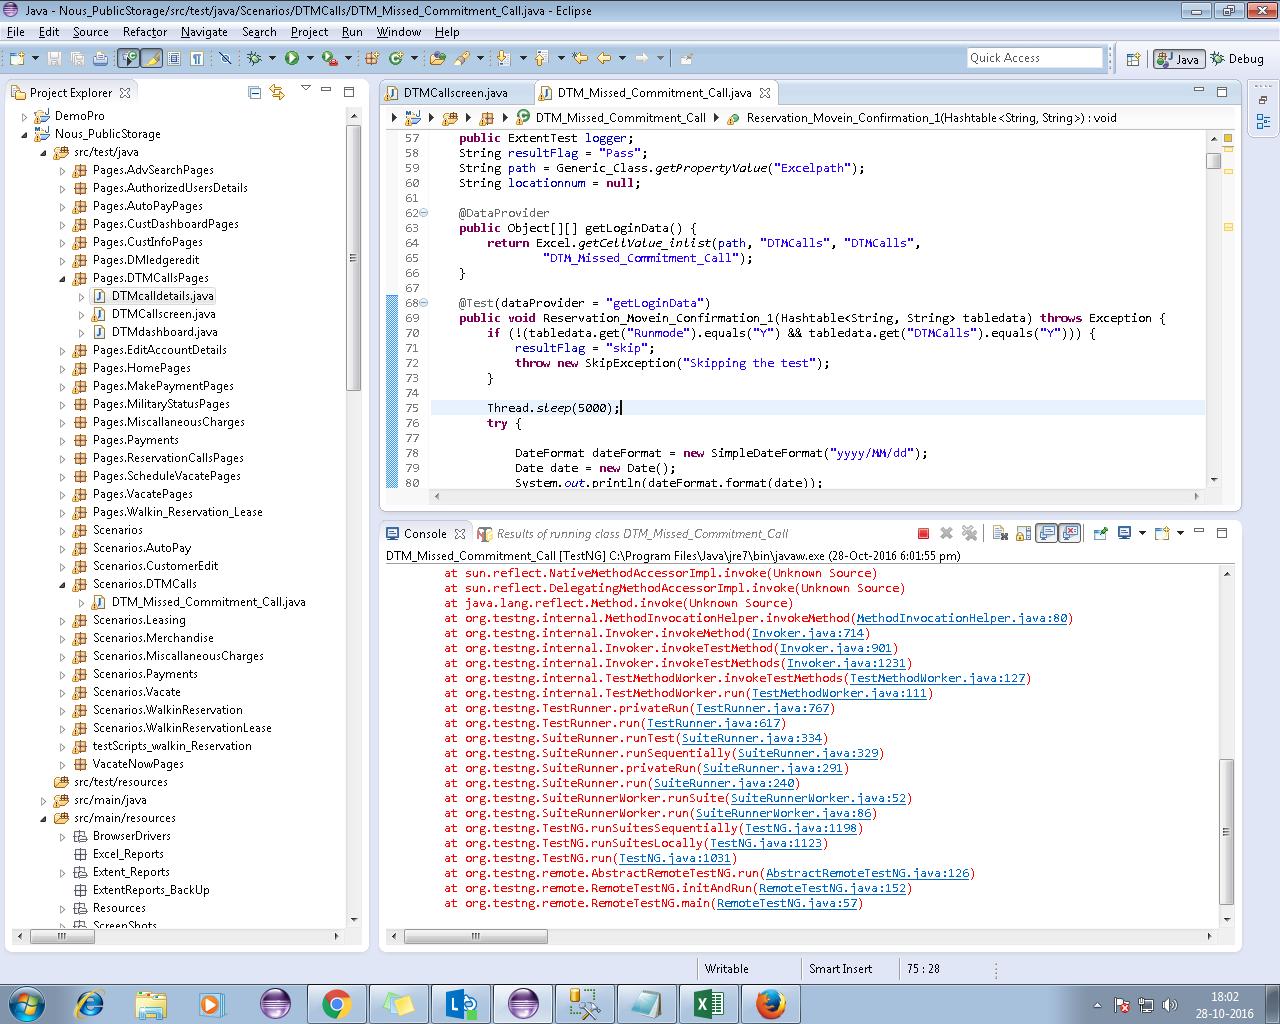 Java - Nous_PublicStorage/src/test/java/Scenarios/DTMCalls/DTM_Missed_Commitment_Call.java - Eclipse
File Edit Source Refactor Navigate Search Project Run Window Help
Quick Access
Java
Debug
Project Explorer
DemoPro
Nous_PublicStorage
src/test/java
Pages.AdvSearchPages
Pages.AuthorizedUsersDetails
Pages.AutoPayPages
Pages.CustDashboardPages
Pages.CustInfoPages
Pages.DMledgeredit
Pages.DTMCallsPages
DTMcalldetails.java
DTMCallscreen.java
DTMdashboard.java
Pages.EditAccountDetails
Pages.HomePages
Pages.MakePaymentPages
Pages.MilitaryStatusPages
Pages.MiscellaneousCharges
Pages.Payments
Pages.ReservationCallsPages
Pages.ScheduleVacatePages
Pages.VacatePages
Pages.Walkin_Reservation_Lease
Scenarios
Scenarios.AutoPay
Scenarios.CustomerEdit
Scenarios.DTMCalls
DTM_Missed_Commitment_Call.java
Scenarios.Leasing
Scenarios.Merchandise
Scenarios.MiscallaneousCharges
Scenarios.Payments
Scenarios.Vacate
Scenarios.WalkinReservation
Scenarios.WalkinReservationLease
testScripts_walkin_Reservation
VacateNowPages
src/test/resources
src/main/java
src/main/resources
BrowserDrivers
Excel_Reports
Extent_Reports
ExtentReports_BackUp
Resources
ScreenShots
DTMCallscreen.java
DTM_Missed_Commitment_Call.java
DTM_Missed_Commitment_Call
Reservation_Movein_Confirmation_1(Hashtable<String, String>) : void
57 public ExtentTest logger;
58 String resultFlag = "Pass";
59 String path = Generic_Class.getPropertyValue("Excelpath");
60 String locationnum = null;
61
62 @DataProvider
63 public Object[][] getLoginData() {
64 return Excel.getCellValue_inlist(path, "DTMCalls", "DTMCalls",
65 "DTM_Missed_Commitment_Call");
66 }
67
68 @Test(dataProvider = "getLoginData")
69 public void Reservation_Movein_Confirmation_1(Hashtable<String, String> tabledata) throws Exception {
70 if (!(tabledata.get("Runmode").equals("Y") && tabledata.get("DTMCalls").equals("Y"))) {
71 resultFlag = "skip";
72 throw new SkipException("Skipping the test");
73 }
74
75 Thread.sleep(5000);
76 try {
77
78 DateFormat dateFormat = new SimpleDateFormat("yyyy/MM/dd");
79 Date date = new Date();
80 System.out.println(dateFormat.format(date));
Console
Results of running class DTM_Missed_Commitment_Call
DTM_Missed_Commitment_Call [TestNG] C:\Program Files\Java\jre7\bin\javaw.exe (28-Oct-2016 6:01:55 pm)
at sun.reflect.NativeMethodAccessorImpl.invoke(Unknown Source)
at sun.reflect.DelegatingMethodAccessorImpl.invoke(Unknown Source)
at java.lang.reflect.Method.invoke(Unknown Source)
at org.testng.internal.MethodInvocationHelper.invokeMethod(MethodInvocationHelper.java:80)
at org.testng.internal.Invoker.invokeMethod(Invoker.java:714)
at org.testng.internal.Invoker.invokeTestMethod(Invoker.java:901)
at org.testng.internal.Invoker.invokeTestMethods(Invoker.java:1231)
at org.testng.internal.TestMethodWorker.invokeTestMethods(TestMethodWorker.java:127)
at org.testng.internal.TestMethodWorker.run(TestMethodWorker.java:111)
at org.testng.TestRunner.privateRun(TestRunner.java:767)
at org.testng.TestRunner.run(TestRunner.java:617)
at org.testng.SuiteRunner.runTest(SuiteRunner.java:334)
at org.testng.SuiteRunner.runSequentially(SuiteRunner.java:329)
at org.testng.SuiteRunner.privateRun(SuiteRunner.java:291)
at org.testng.SuiteRunner.run(SuiteRunner.java:240)
at org.testng.SuiteRunnerWorker.runSuite(SuiteRunnerWorker.java:52)
at org.testng.SuiteRunnerWorker.run(SuiteRunnerWorker.java:86)
at org.testng.TestNG.runSuitesSequentially(TestNG.java:1198)
at org.testng.TestNG.runSuitesLocally(TestNG.java:1123)
at org.testng.TestNG.run(TestNG.java:1031)
at org.testng.remote.AbstractRemoteTestNG.run(AbstractRemoteTestNG.java:126)
at org.testng.remote.RemoteTestNG.initAndRun(RemoteTestNG.java:152)
at org.testng.remote.RemoteTestNG.main(RemoteTestNG.java:57)
Writable
Smart Insert
75 : 28
18:02
28-10-2016